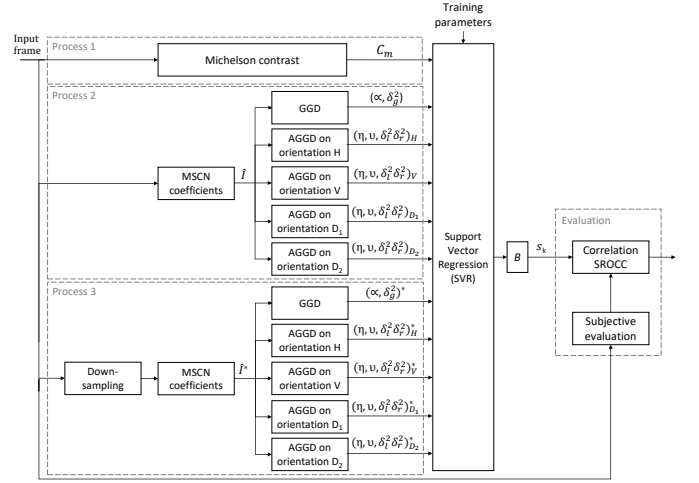 Training
parameters
Input
frame
Process 1
Michelson contrast
C_m
Process 2
MSCN
coefficients
Î
GGD
(∝, δ_g^2)
AGGD on
orientation H
(η, υ, δ_l^2 δ_r^2)_H
AGGD on
orientation V
(η, υ, δ_l^2 δ_r^2)_V
AGGD on
orientation D_1
(η, υ, δ_l^2 δ_r^2)_{D_1}
AGGD on
orientation D_2
(η, υ, δ_l^2 δ_r^2)_{D_2}
Process 3
Down-
sampling
MSCN
coefficients
Î*
GGD
(∝, δ_g^2)^*
AGGD on
orientation H
(η, υ, δ_l^2 δ_r^2)_H^*
AGGD on
orientation V
(η, υ, δ_l^2 δ_r^2)_V^*
AGGD on
orientation D_1
(η, υ, δ_l^2 δ_r^2)_{D_1}^*
AGGD on
orientation D_2
(η, υ, δ_l^2 δ_r^2)_{D_2}^*
Support
Vector
Regression
(SVR)
B
s_k
Evaluation
Correlation
SROCC
Subjective
evaluation